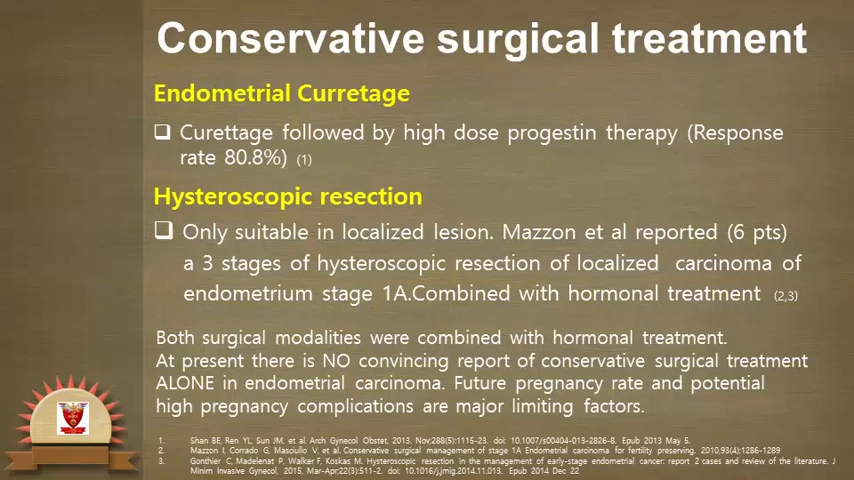 Conservative surgical treatment
Endometrial Curretage
❑ Curettage followed by high dose progestin therapy (Response
rate 80.8%) (1)
Hysteroscopic resection
❑ Only suitable in localized lesion. Mazzon et al reported (6 pts)
a 3 stages of hysteroscopic resection of localized carcinoma of
endometrium stage 1A.Combined with hormonal treatment (2,3)
Both surgical modalities were combined with hormonal treatment.
At present there is NO convincing report of conservative surgical treatment
ALONE in endometrial carcinoma. Future pregnancy rate and potential
high pregnancy complications are major limiting factors.
1. Shan BE, Ren YL, Sun JM, et al. Arch Gynecol Obstet, 2013. Nov;288(5):1115-23. doi: 10.1007/s00404-013-2826-8. Epub 2013 May 5.
2. Mazzon I, Corrado G, Masciullo V, et al. Conservative surgical management of stage 1A Endometrial carcinoma for fertility preserving. 2010,93(4):1286-1289
3. Gonthier C, Madelenat P, Walker F, Koskas M. Hysteroscopic resection in the management of early-stage endometrial cancer: report 2 cases and review of the literature. J
Minim Invasive Gynecol. 2015, Mar-Apr;22(3):511-2. doi: 10.1016/j.jmig.2014.11.013. Epub 2014 Dec 22